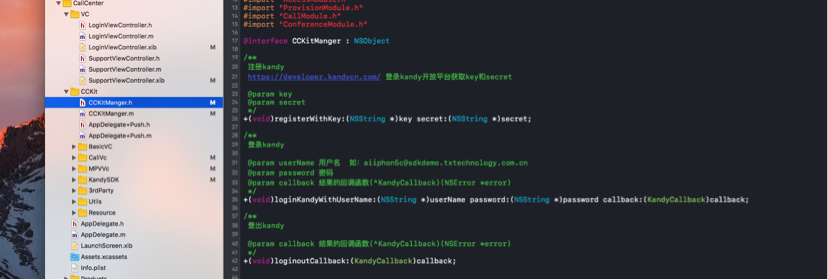 CallCenter
VC
LoginViewController.h
LoginViewController.m
LoginViewController.xib M
SupportViewController.h
SupportViewController.m
SupportViewController.xib M
CCKit
CCKitManger.h M
CCKitManger.m M
AppDelegate+Push.h
AppDelegate+Push.m
BasicVC
CallVc M
MPVVc M
KandySDK M
3rdParty
Utils
Resource
AppDelegate.h
AppDelegate.m
LaunchScreen.xib
Assets.xcassets
Info.plist
Products
13 #import "ProvisionModule.h"
14 #import "CallModule.h"
15 #import "ConferenceModule.h"
16
17 @interface CCKitManger : NSObject
18
19 /**
20 注册kandy
21 https://developer.kandycn.com/ 登录kandy开放平台获取key和secret
22
23 @param key
24 @param secret
25 */
26 +(void)registerWithKey:(NSString *)key secret:(NSString *)secret;
27
28 /**
29 登录kandy
30
31 @param userName 用户名 如：aiiphon5c@sdkdemo.txtechnology.com.cn
32 @param password 密码
33 @param callback 结果的回调函数(^KandyCallback)(NSError *error)
34 */
35 +(void)loginKandyWithUserName:(NSString *)userName password:(NSString *)password callback:(KandyCallback)callback;
36
37 /**
38 登出kandy
39
40 @param callback 结果的回调函数(^KandyCallback)(NSError *error)
41 */
42 +(void)loginoutCallback:(KandyCallback)callback;
43